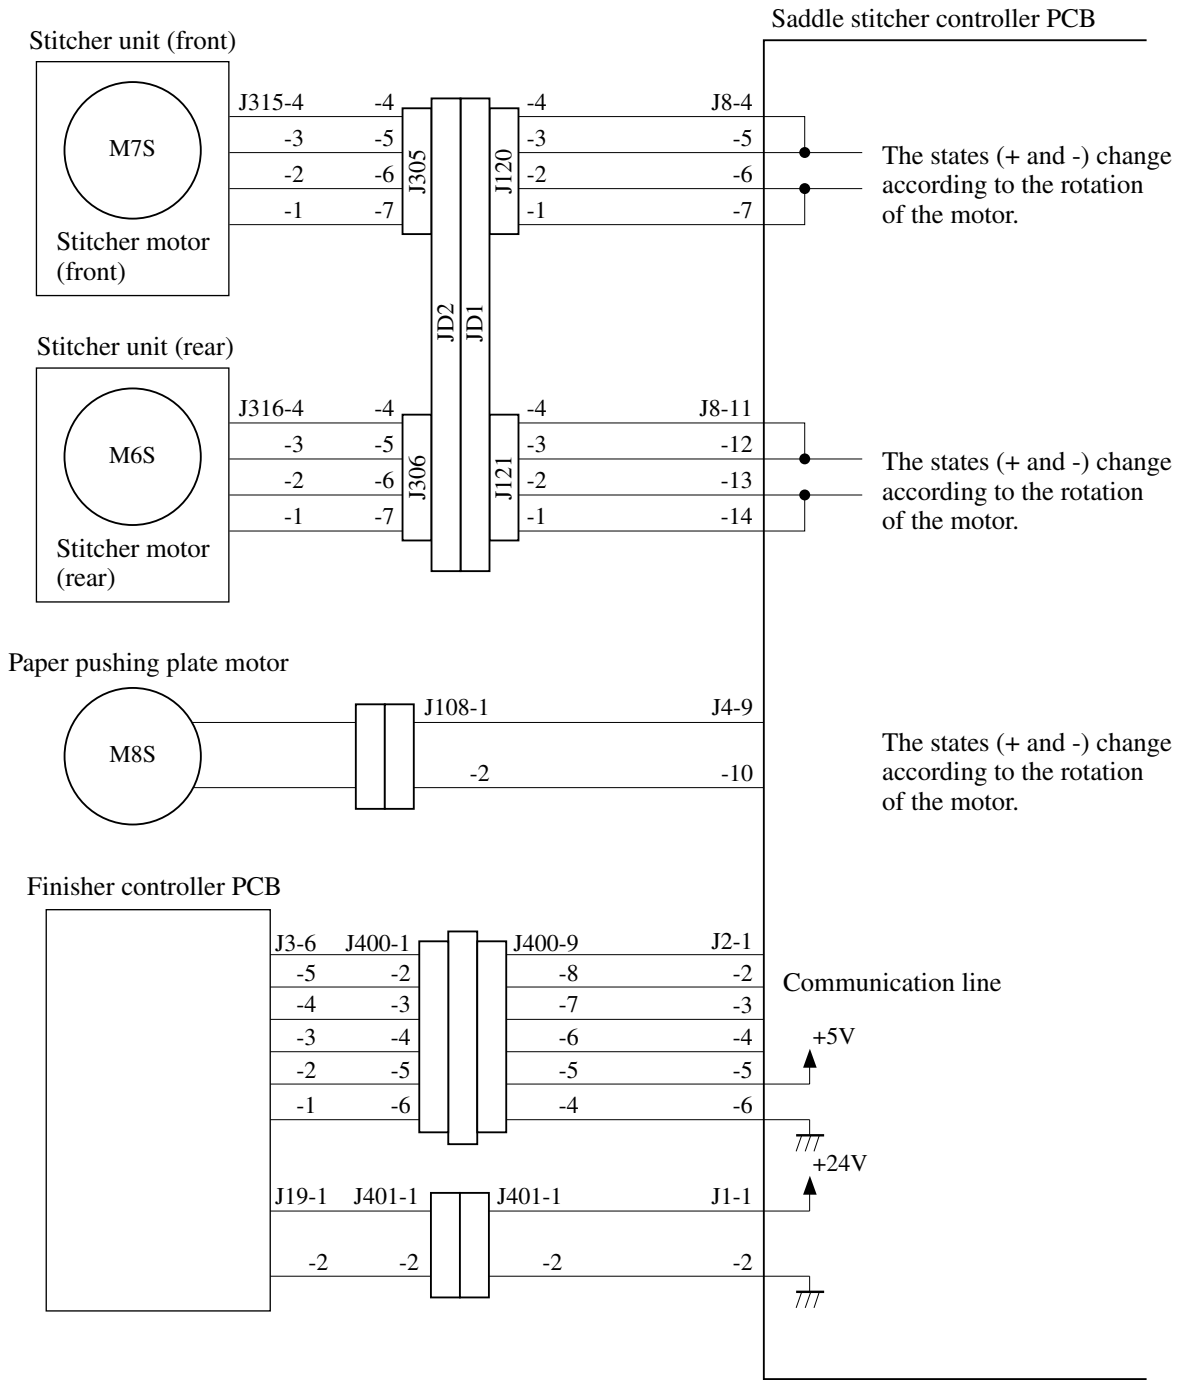 Saddle stitcher controller PCB
Stitcher unit (front)
J315-4 -4 -4 J8-4
-3 -5 -3 -5
-2 -6 -2 -6
-1 -7 -1 -7
M7S
J305
J120
Stitcher motor
(front)
The states (+ and -) change
according to the rotation
of the motor.
JD2
JD1
Stitcher unit (rear)
J316-4 -4 -4 J8-11
-3 -5 -3 -12
-2 -6 -2 -13
-1 -7 -1 -14
M6S
J306
J121
Stitcher motor
(rear)
The states (+ and -) change
according to the rotation
of the motor.
Paper pushing plate motor
M8S
J108-1 J4-9
-2 -10
The states (+ and -) change
according to the rotation
of the motor.
Finisher controller PCB
J3-6 J400-1 J400-9 J2-1
-5 -2 -8 -2
-4 -3 -7 -3
-3 -4 -6 -4
-2 -5 -5 -5
-1 -6 -4 -6
Communication line
+5V
+24V
J19-1 J401-1 J401-1 J1-1
-2 -2 -2 -2